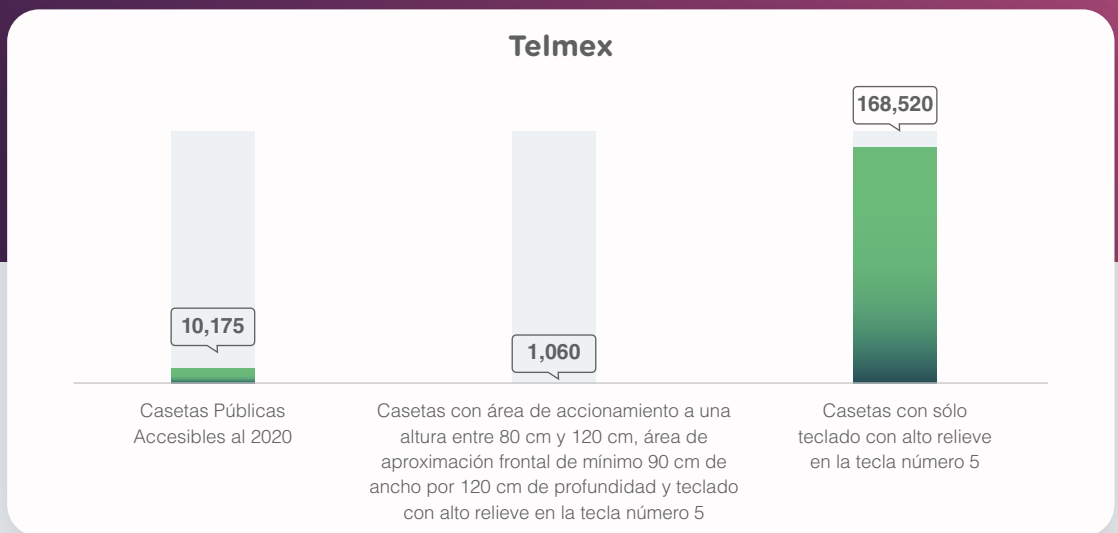 Telmex
10,175
1,060
168,520
Casetas Públicas
Accesibles al 2020
Casetas con área de accionamiento a una
altura entre 80 cm y 120 cm, área de
aproximación frontal de mínimo 90 cm de
ancho por 120 cm de profundidad y teclado
con alto relieve en la tecla número 5
Casetas con sólo
teclado con alto relieve
en la tecla número 5